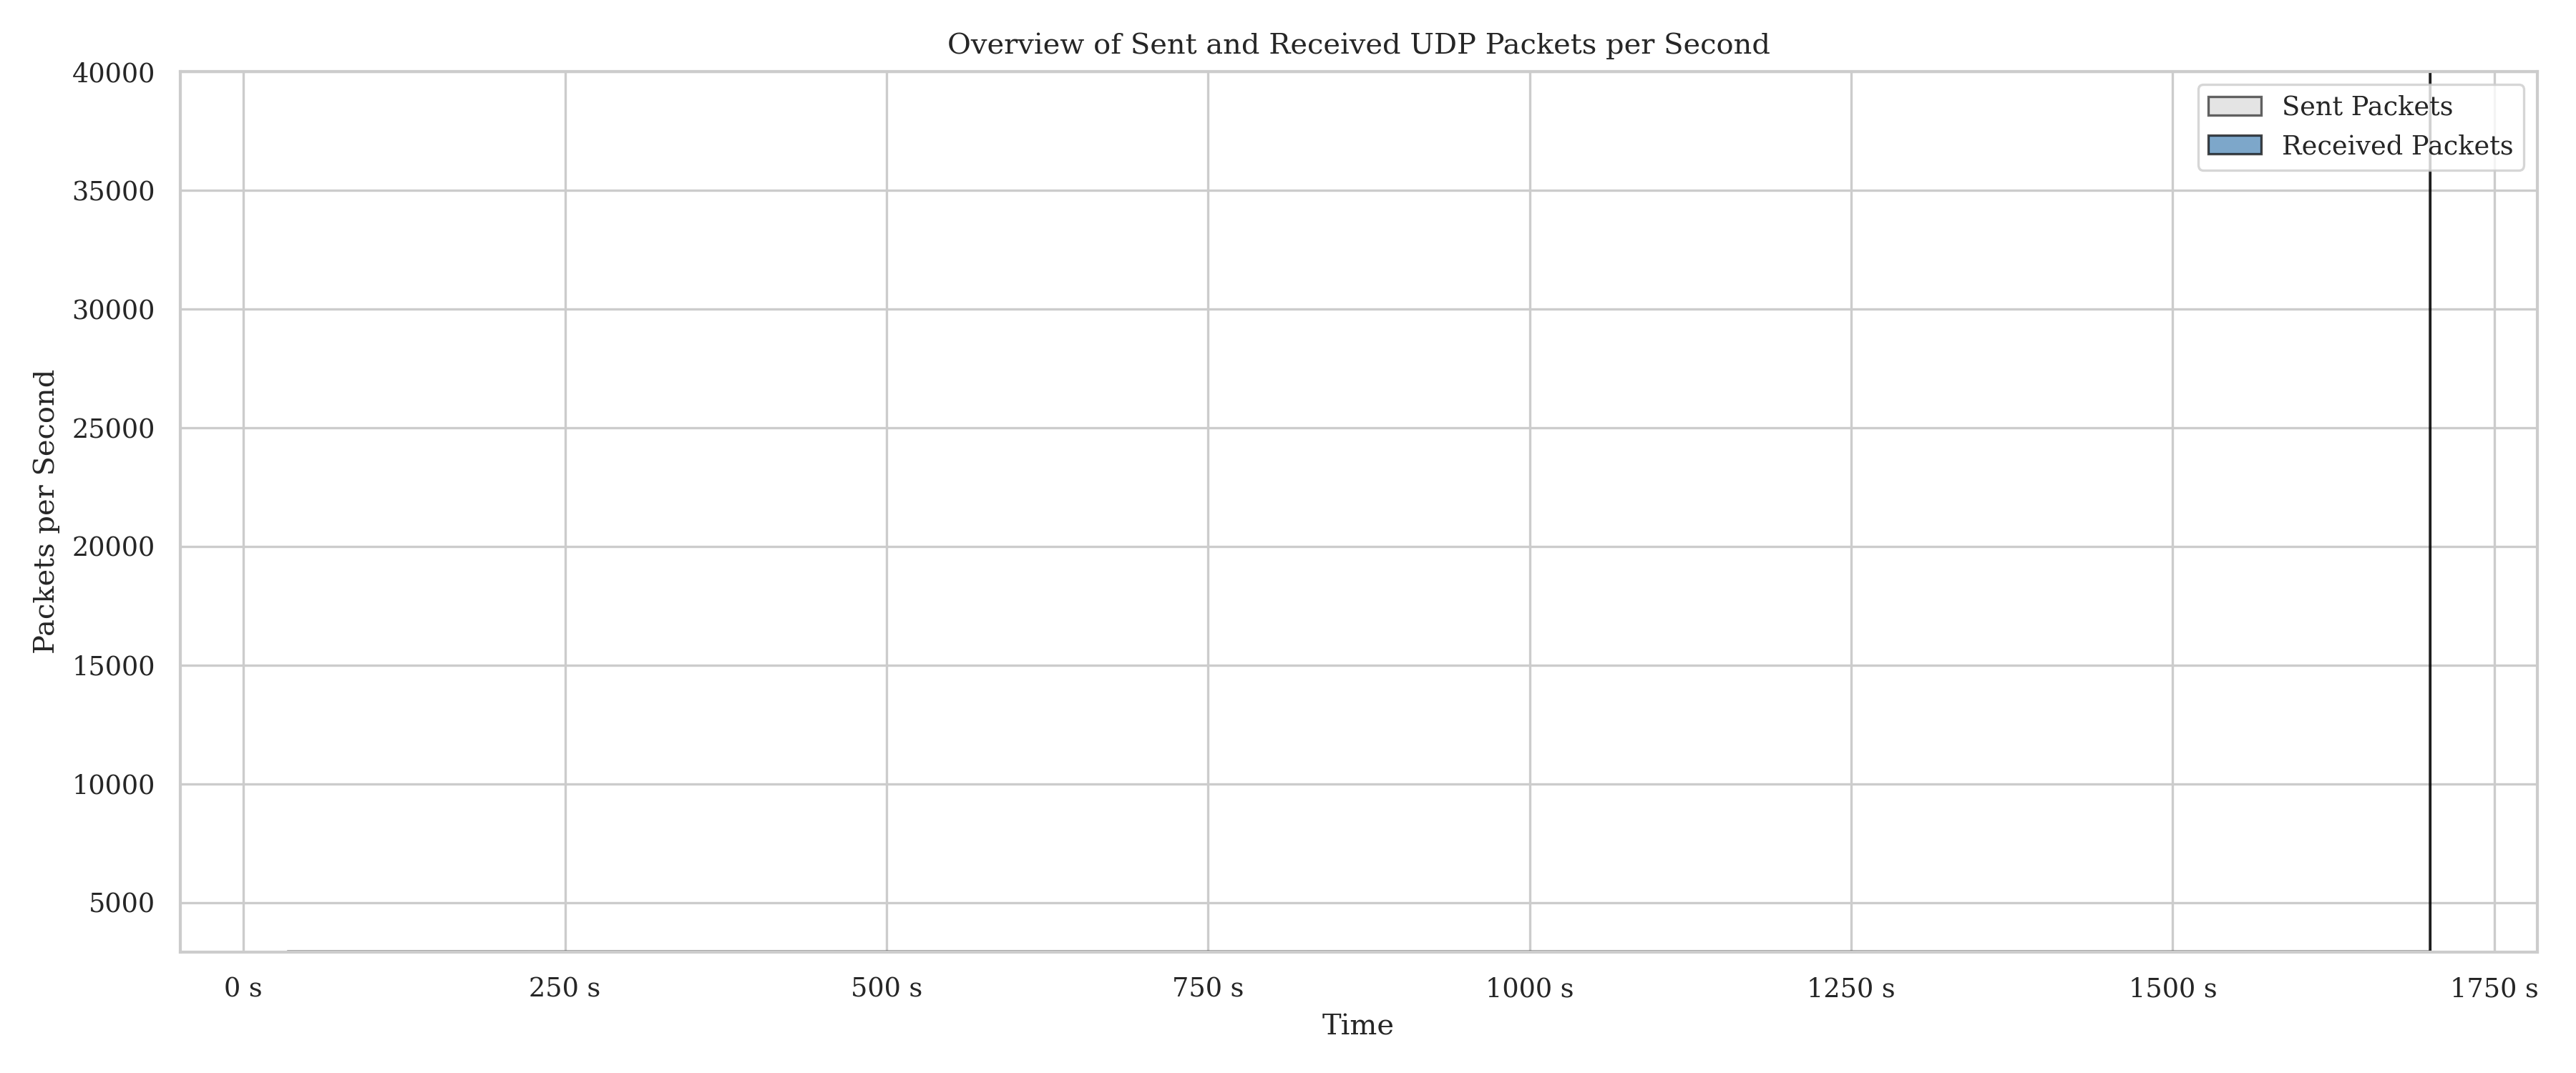 Overview of Sent and Received UDP Packets per Second
40000
35000
30000
25000
20000
15000
10000
5000
Packets per Second
Sent Packets
Received Packets
0 s 250 s 500 s 750 s 1000 s 1250 s 1500 s 1750 s
Time